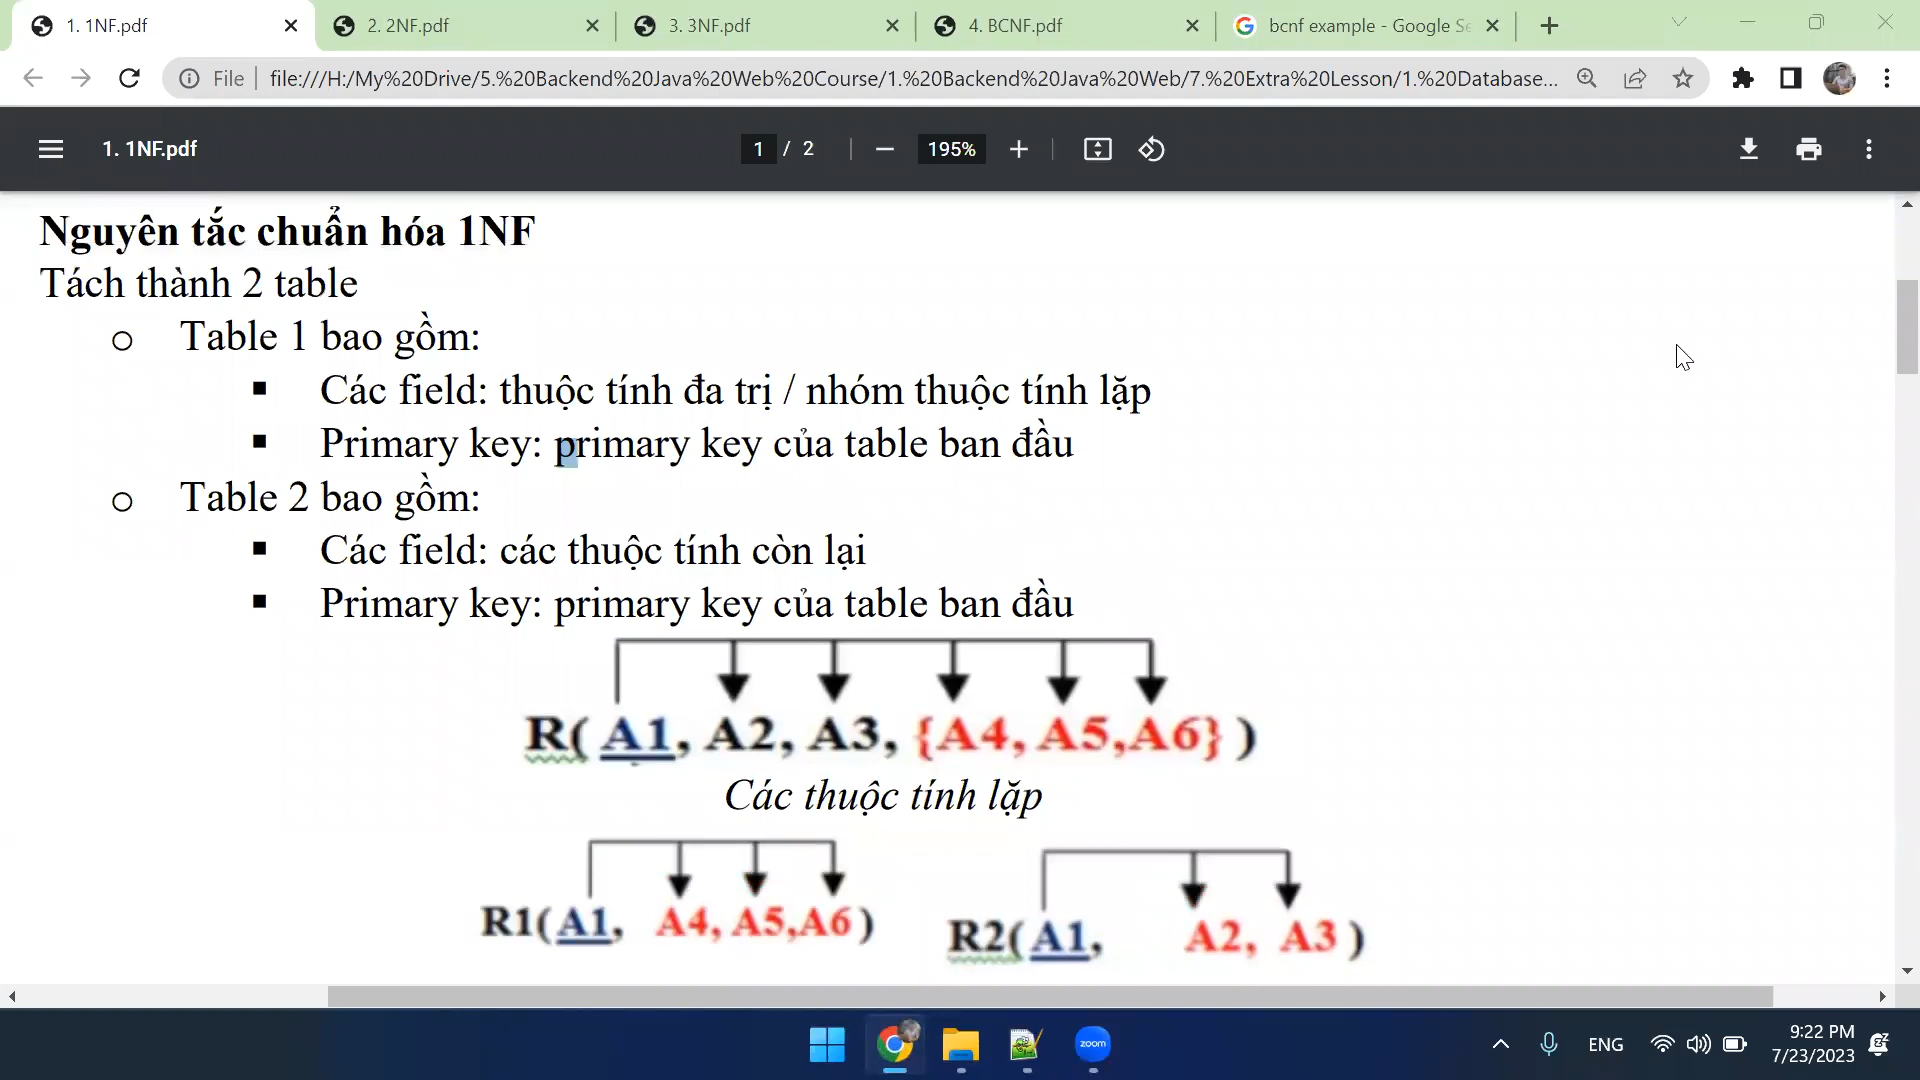 1. 1NF.pdf
2. 2NF.pdf
3. 3NF.pdf
4. BCNF.pdf
bcnf example - Google Se
File
file:///H:/My%20Drive/5.%20Backend%20Java%20Web%20Course/1.%20Backend%20Java%20Web/7.%20Extra%20Lesson/1.%20Database...
1. 1NF.pdf
1 / 2
195%
Nguyên tắc chuẩn hóa 1NF
Tách thành 2 table
o Table 1 bao gồm:
▪ Các field: thuộc tính đa trị / nhóm thuộc tính lặp
▪ Primary key: primary key của table ban đầu
o Table 2 bao gồm:
▪ Các field: các thuộc tính còn lại
▪ Primary key: primary key của table ban đầu
R( A1, A2, A3, {A4, A5,A6} )
Các thuộc tính lặp
R1(A1, A4, A5,A6 )
R2( A1, A2, A3 )
zoom
ENG
9:22 PM
7/23/2023